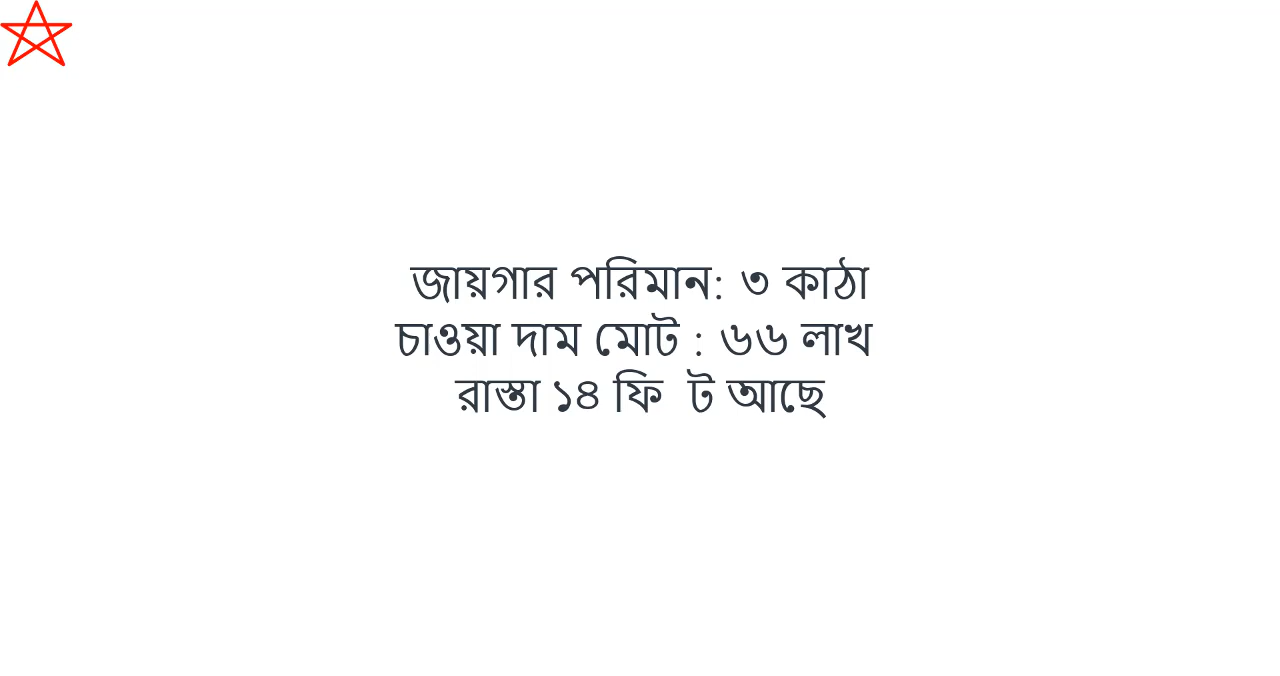 জায়গার পরিমান: ৩ কাঠা
চাওয়া দাম মোট : ৬৬ লাখ
রাস্তা ১৪ ফি  ট আছে